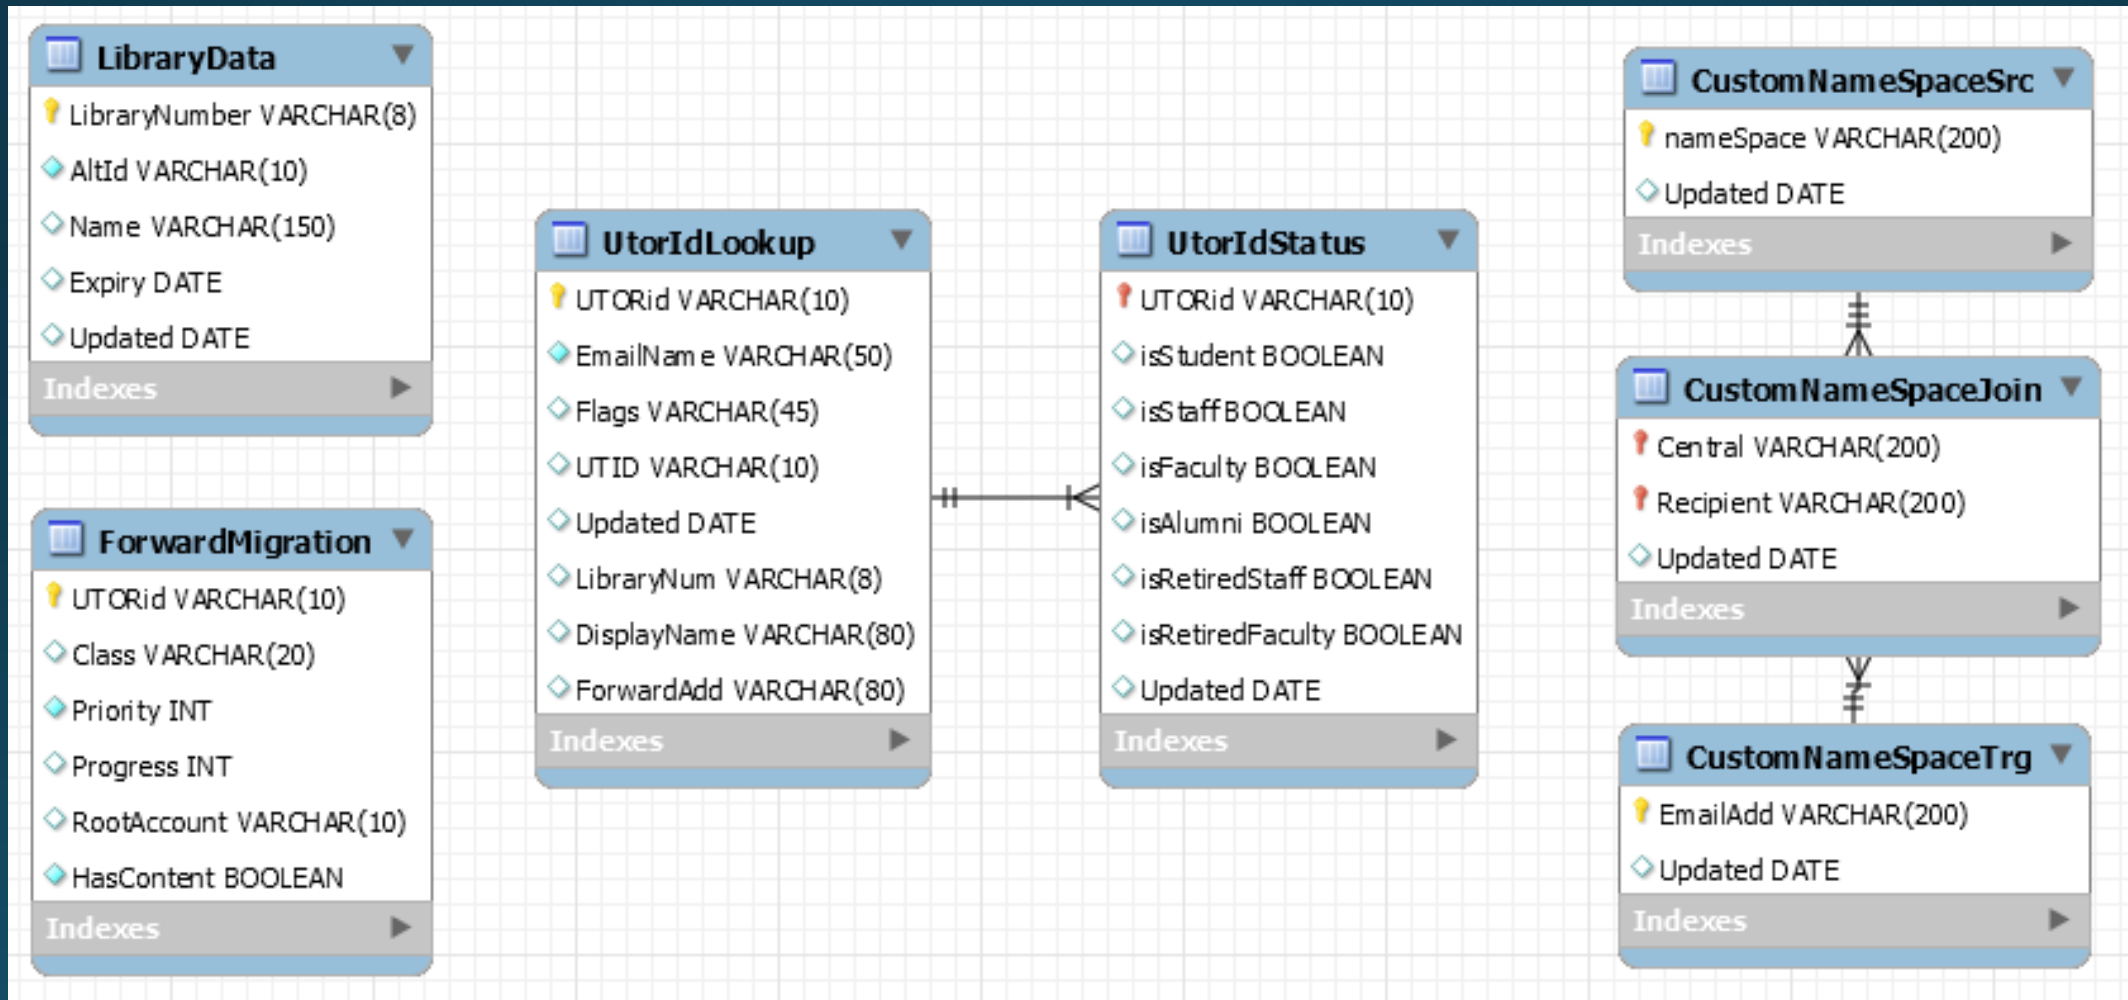 LibraryData
LibraryNumber VARCHAR(8)
AltId VARCHAR(10)
Name VARCHAR(150)
Expiry DATE
Updated DATE
Indexes
ForwardMigration
UTORid VARCHAR(10)
Class VARCHAR(20)
Priority INT
Progress INT
RootAccount VARCHAR(10)
HasContent BOOLEAN
Indexes
UtorIdLookup
UTORid VARCHAR(10)
EmailName VARCHAR(50)
Flags VARCHAR(45)
UTID VARCHAR(10)
Updated DATE
LibraryNum VARCHAR(8)
DisplayName VARCHAR(80)
ForwardAdd VARCHAR(80)
Indexes
UtorIdStatus
UTORid VARCHAR(10)
isStudent BOOLEAN
isStaff BOOLEAN
isFaculty BOOLEAN
isAlumni BOOLEAN
isRetiredStaff BOOLEAN
isRetiredFaculty BOOLEAN
Updated DATE
Indexes
CustomNameSpaceSrc
nameSpace VARCHAR(200)
Updated DATE
Indexes
CustomNameSpaceJoin
Central VARCHAR(200)
Recipient VARCHAR(200)
Updated DATE
Indexes
CustomNameSpaceTrg
EmailAdd VARCHAR(200)
Updated DATE
Indexes